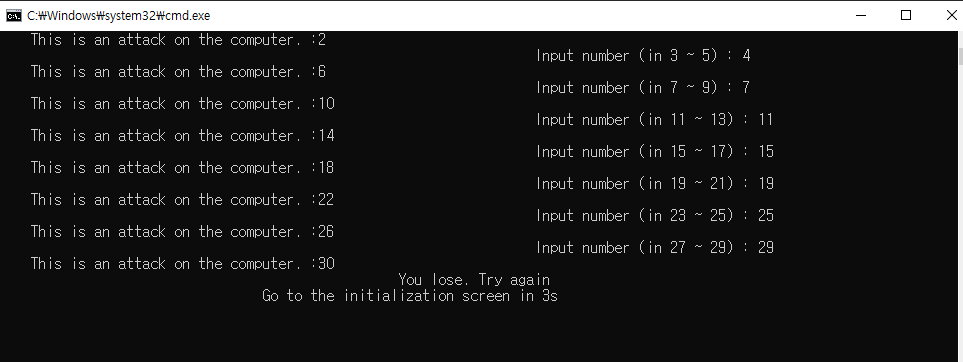 C:₩Windows₩system32₩cmd.exe
This is an attack on the computer. :2
Input number (in 3 ~ 5) : 4
This is an attack on the computer. :6
Input number (in 7 ~ 9) : 7
This is an attack on the computer. :10
Input number (in 11 ~ 13) : 11
This is an attack on the computer. :14
Input number (in 15 ~ 17) : 15
This is an attack on the computer. :18
Input number (in 19 ~ 21) : 19
This is an attack on the computer. :22
Input number (in 23 ~ 25) : 25
This is an attack on the computer. :26
Input number (in 27 ~ 29) : 29
This is an attack on the computer. :30
You lose. Try again
Go to the initialization screen in 3s